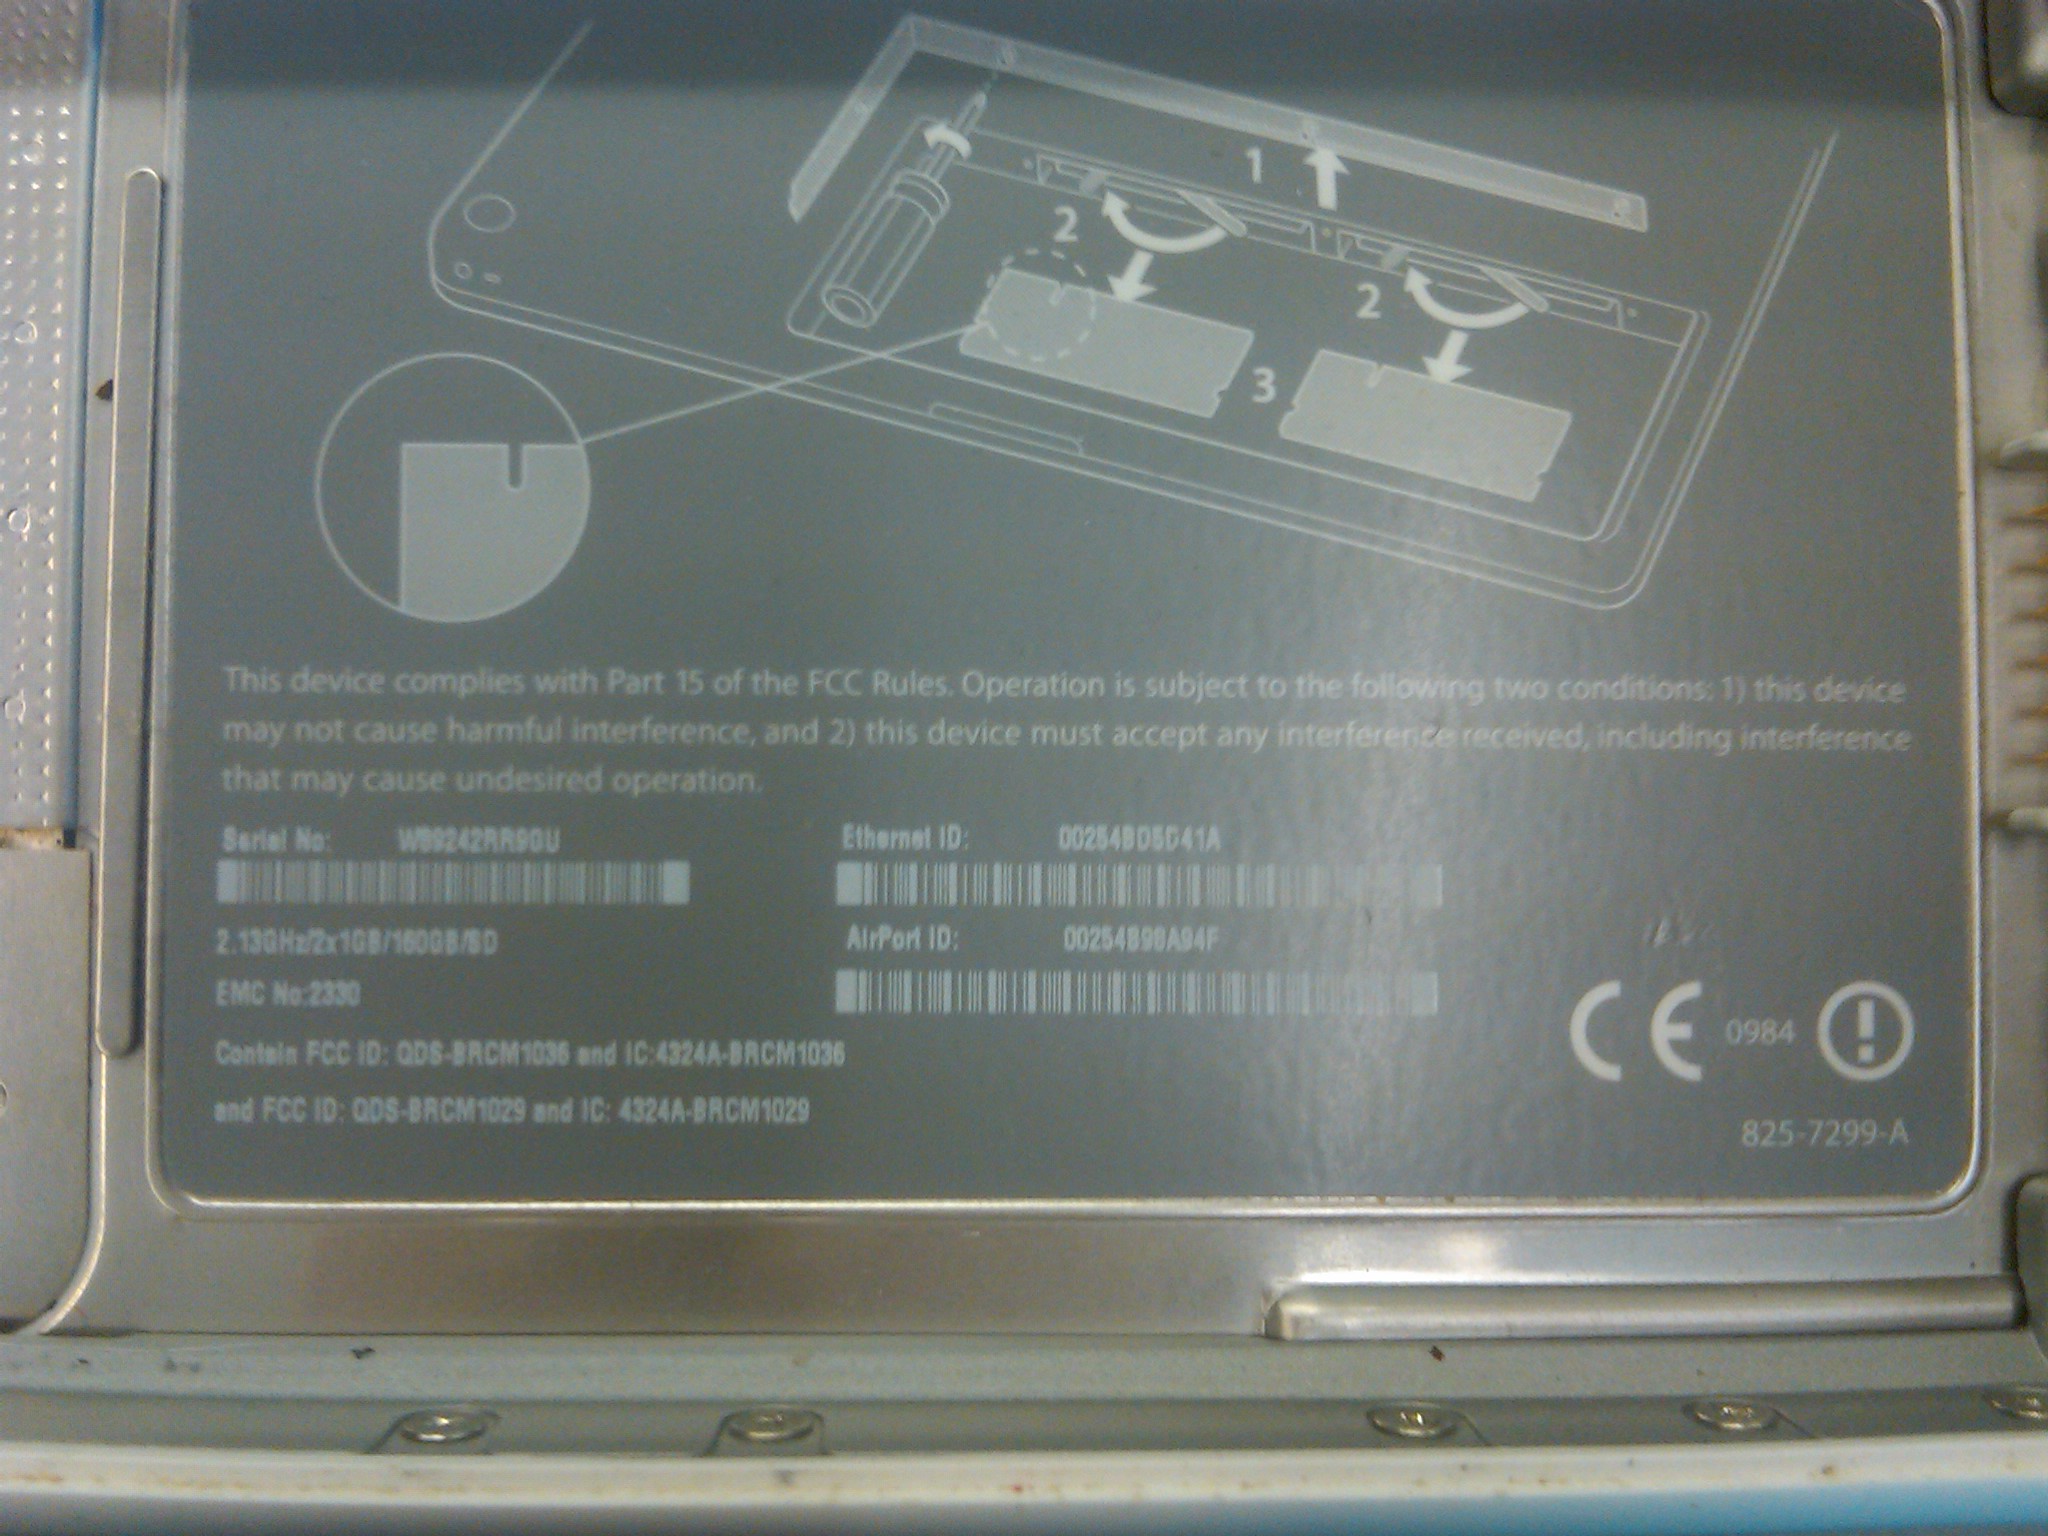 1
2
2
3
This device complies with Part 15 of the FCC Rules. Operation is subject to the following two conditions: 1) this device
may not cause harmful interference, and 2) this device must accept any interference received, including interference
that may cause undesired operation.
Serial No:
Ethernet ID: 00254BD5D41A
2.13GHz/2x1GB/160GB/SD
AirPort ID: 00254B98A94F
EMC No:2330
Contain FCC ID: QDS-BRCM1036 and IC:4324A-BRCM1036
and FCC ID: QDS-BRCM1029 and IC: 4324A-BRCM1029
CE 0984
825-7299-A